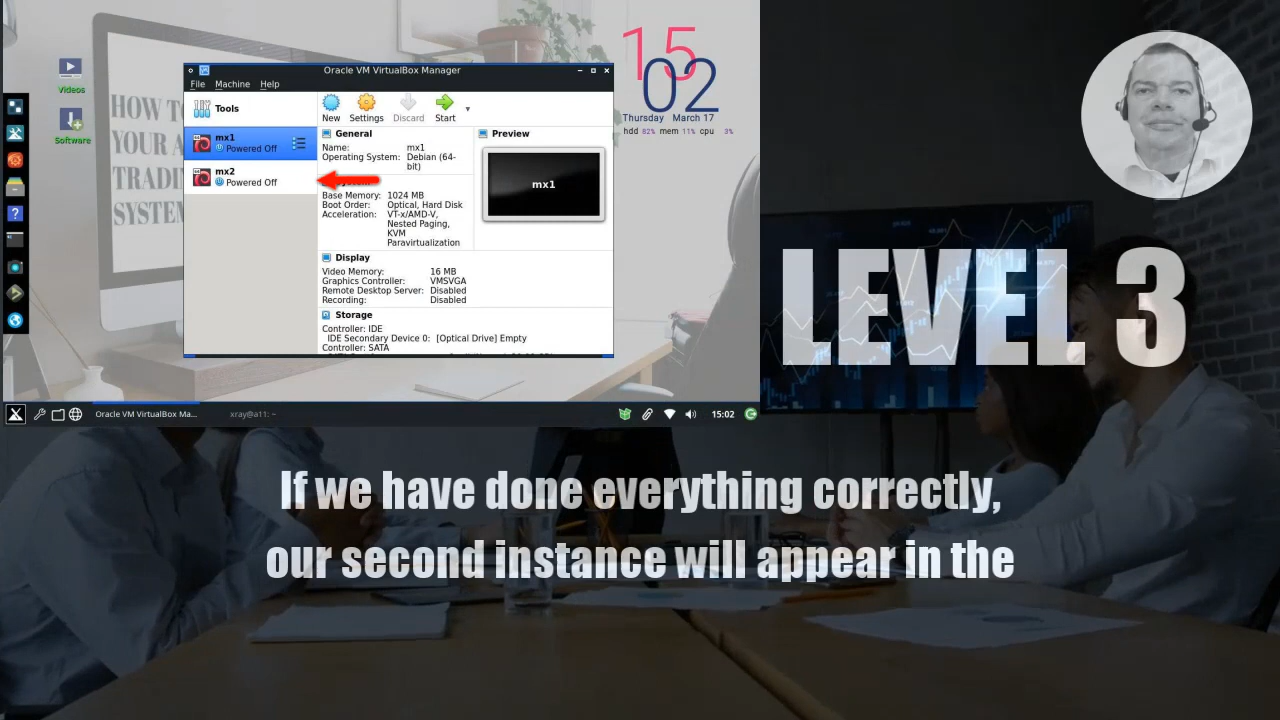 HOW TO
YOUR A
TRADIN
SYSTEM
Videos
Software
Oracle VM VirtualBox Manager
File Machine Help
Tools
New Settings Discard Start
mx1
Powered Off
mx2
Powered Off
General
Name: mx1
Operating System: Debian (64-
bit)
Preview
mx1
Base Memory: 1024 MB
Boot Order: Optical, Hard Disk
Acceleration: VT-x/AMD-V,
Nested Paging,
KVM
Paravirtualization
Display
Video Memory: 16 MB
Graphics Controller: VMSVGA
Remote Desktop Server: Disabled
Recording: Disabled
Storage
Controller: IDE
IDE Secondary Device 0: [Optical Drive] Empty
Controller: SATA
15
02
Thursday March 17
hdd 82% mem 11% cpu 3%
Oracle VM VirtualBox Ma...
xray@a11: ~
15:02
LEVEL 3
If we have done everything correctly,
our second instance will appear in the